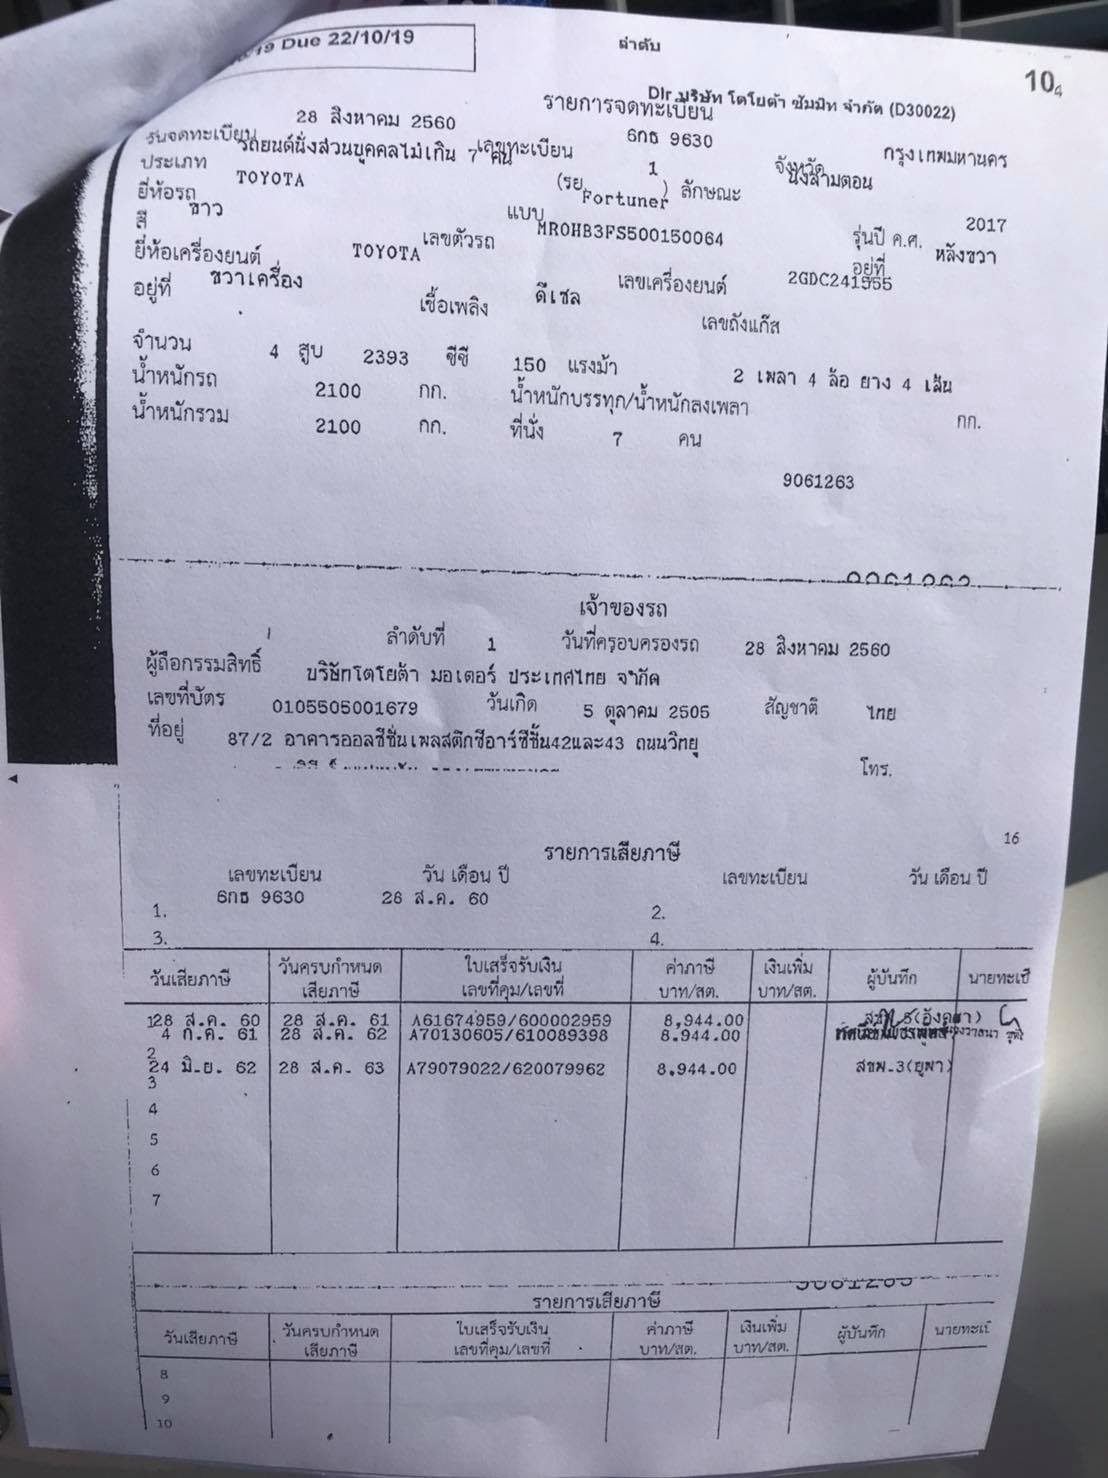 19 Due 22/10/19
ลำดับ
10₄
Dlr บริษัท โตโยต้า ซัมมิท จำกัด (D30022)
รายการจดทะเบียน
วันจดทะเบียน 28 สิงหาคม 2560 เลขทะเบียน 6กธ 9630 จังหวัด กรุงเทพมหานคร
ประเภท รถยนต์นั่งส่วนบุคคลไม่เกิน 7 คน (รย. 1 ) ลักษณะ นั่งสามตอน
ยี่ห้อรถ TOYOTA แบบ Fortuner รุ่นปี ค.ศ. 2017
สี ขาว เลขตัวรถ MR0HB3FS500150064 อยู่ที่ หลังขวา
ยี่ห้อเครื่องยนต์ TOYOTA เลขเครื่องยนต์ 2GDC241555
อยู่ที่ ขวาเครื่อง เชื้อเพลิง ดีเซล เลขถังแก๊ส
จำนวน 4 สูบ 2393 ซีซี 150 แรงม้า 2 เพลา 4 ล้อ ยาง 4 เส้น
น้ำหนักรถ 2100 กก. น้ำหนักบรรทุก/น้ำหนักลงเพลา กก.
น้ำหนักรวม 2100 กก. ที่นั่ง 7 คน
9061263
9061263
เจ้าของรถ
ลำดับที่ 1 วันที่ครอบครองรถ 28 สิงหาคม 2560
ผู้ถือกรรมสิทธิ์ บริษัทโตโยต้า มอเตอร์ ประเทศไทย จำกัด
เลขที่บัตร 0105505001679 วันเกิด 5 ตุลาคม 2505 สัญชาติ ไทย
ที่อยู่ 87/2 อาคารออลซีซั่นเพลสตึกซีอาร์ซีชั้น42และ43 ถนนวิทยุ
โทร.
16
รายการเสียภาษี
เลขทะเบียน วัน เดือน ปี เลขทะเบียน วัน เดือน ปี
1. 6กธ 9630 28 ส.ค. 60 2.
3. 4.
วันเสียภาษี วันครบกำหนดเสียภาษี ใบเสร็จรับเงิน เลขที่คุม/เลขที่ ค่าภาษี บาท/สต. เงินเพิ่ม บาท/สต. ผู้บันทึก นายทะเบี
1 28 ส.ค. 60 28 ส.ค. 61 A61674959/600002959 8,944.00
4 ก.ค. 61 28 ส.ค. 62 A70130605/610089398 8,944.00
2
24 มิ.ย. 62 28 ส.ค. 63 A79079022/620079962 8,944.00 สขพ.3(ยุพา)
3
4
5
6
7
9061263
รายการเสียภาษี
วันเสียภาษี วันครบกำหนดเสียภาษี ใบเสร็จรับเงิน เลขที่คุม/เลขที่ ค่าภาษี บาท/สต. เงินเพิ่ม บาท/สต. ผู้บันทึก นายทะเบี
8
9
10